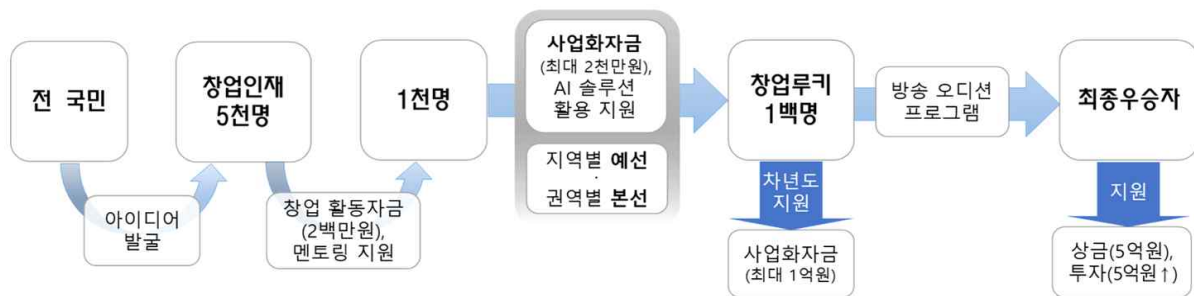 전 국민
아이디어
발굴
창업인재
5천명
창업 활동자금
(2백만원),
멘토링 지원
1천명
사업화자금
(최대 2천만원),
AI 솔루션
활용 지원
지역별 예선
·
권역별 본선
창업루키
1백명
차년도
지원
사업화자금
(최대 1억원)
방송 오디션
프로그램
최종우승자
지원
상금(5억원),
투자(5억원↑)